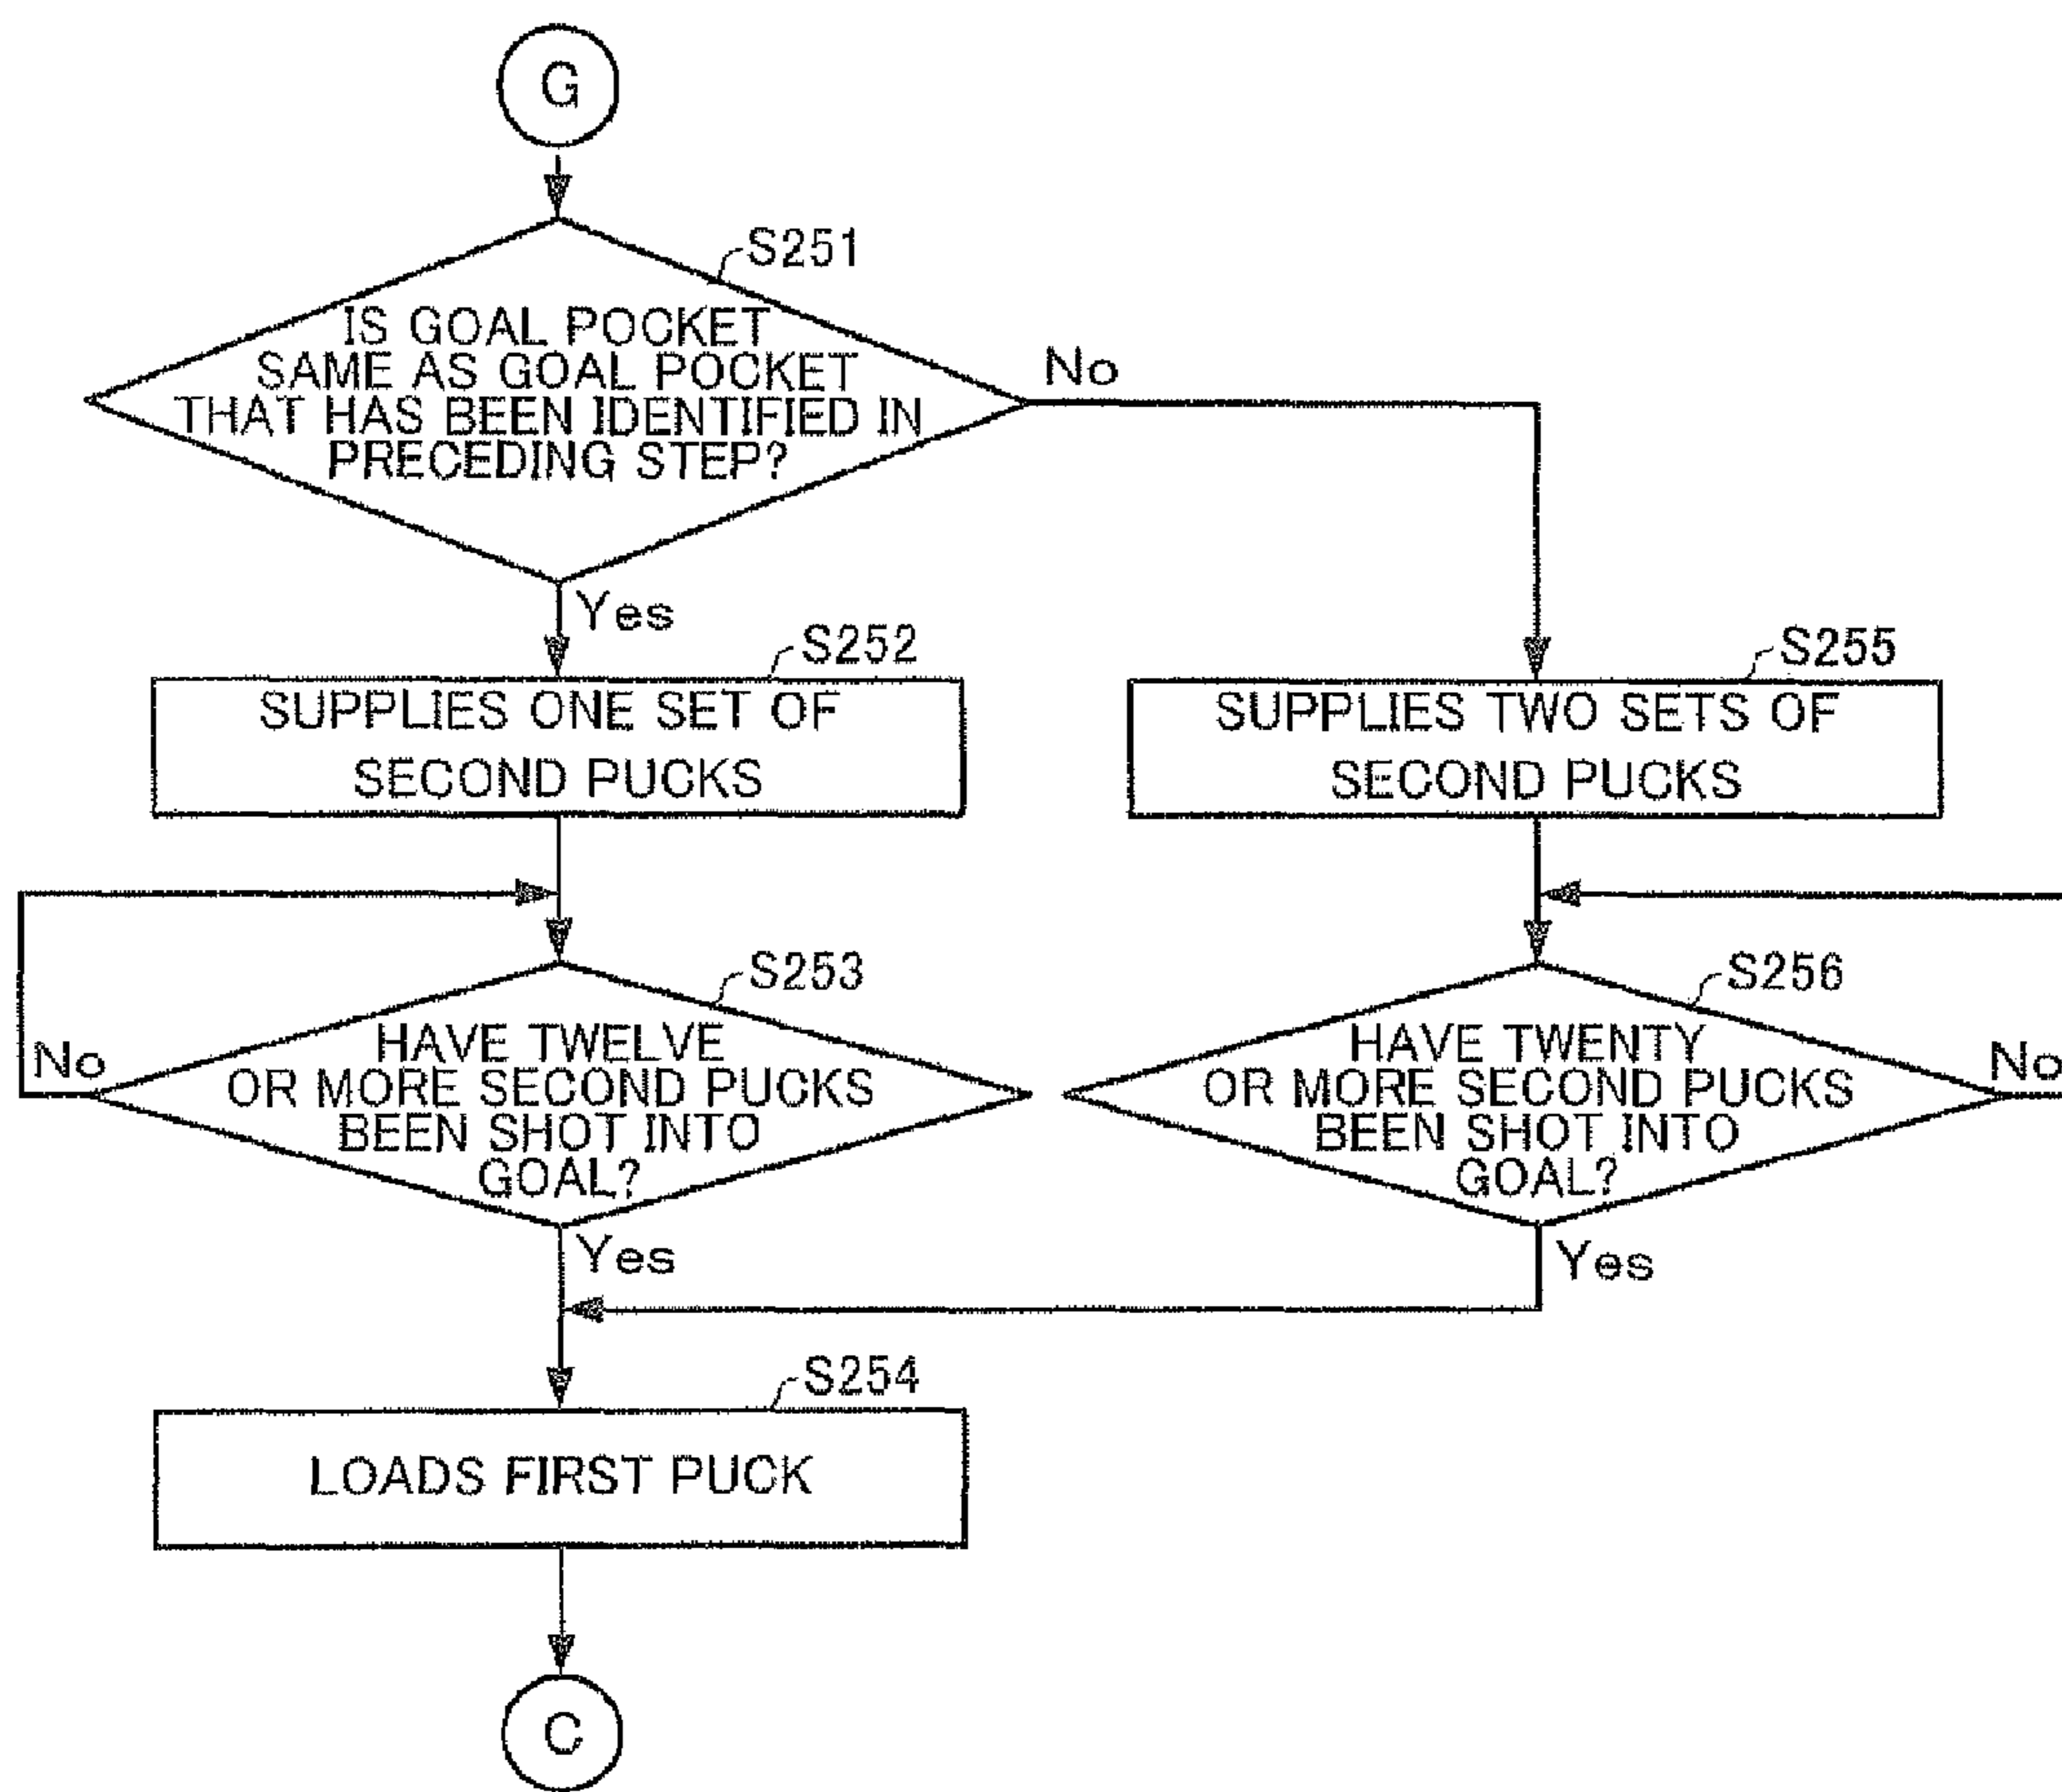 G
S251
IS GOAL POCKET
SAME AS GOAL POCKET
THAT HAS BEEN IDENTIFIED IN
PRECEDING STEP?
No
Yes
S252
SUPPLIES ONE SET OF
SECOND PUCKS
S255
SUPPLIES TWO SETS OF
SECOND PUCKS
S253
HAVE TWELVE
OR MORE SECOND PUCKS
BEEN SHOT INTO
GOAL?
No
Yes
S256
HAVE TWENTY
OR MORE SECOND PUCKS
BEEN SHOT INTO
GOAL?
No
Yes
S254
LOADS FIRST PUCK
C